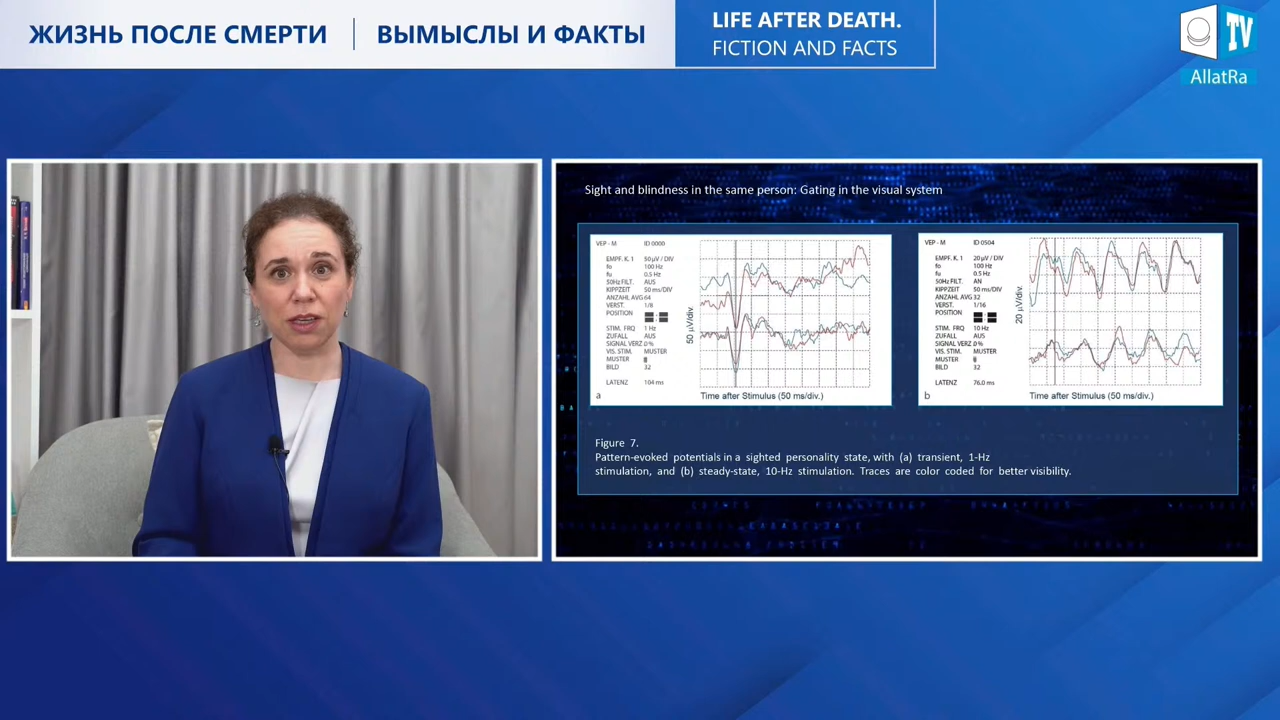 ЖИЗНЬ ПОСЛЕ СМЕРТИ
ВЫМЫСЛЫ И ФАКТЫ
LIFE AFTER DEATH.
FICTION AND FACTS
TV
AllatRa
Sight and blindness in the same person: Gating in the visual system
VEP - M ID 0000
EMPF. K. 1 50 µV / DIV
fo 100 Hz
fu 0.5 Hz
50HZ FILT. AUS
KIPPZEIT 50 ms/DIV
ANZAHL AVG 64
VERST. 1/6
POSITION
STIM. FRQ 1 Hz
ZUFALL AUS
SIGNAL VERZ 0 %
VIS. STIM. MUSTER
MUSTER
BILD 32
LATENZ 104 ms
50 µV/div
a
Time after Stimulus (50 ms/div.)
VEP - M ID 0504
EMPF. K. 1 20 µV / DIV
fo 100 Hz
fu 0.5 Hz
50HZ FILT. AN
KIPPZEIT 50 ms/DIV
ANZAHL AVG 32
VERST. 1/16
POSITION
STIM. FRQ 10 Hz
ZUFALL AUS
SIGNAL VERZ 0 %
VIS. STIM. MUSTER
MUSTER
BILD 32
LATENZ 76.0 ms
20 µV/div.
b
Time after Stimulus (50 ms/div.)
Figure 7.
Pattern-evoked potentials in a sighted personality state, with (a) transient, 1-Hz
stimulation, and (b) steady-state, 10-Hz stimulation. Traces are color coded for better visibility.